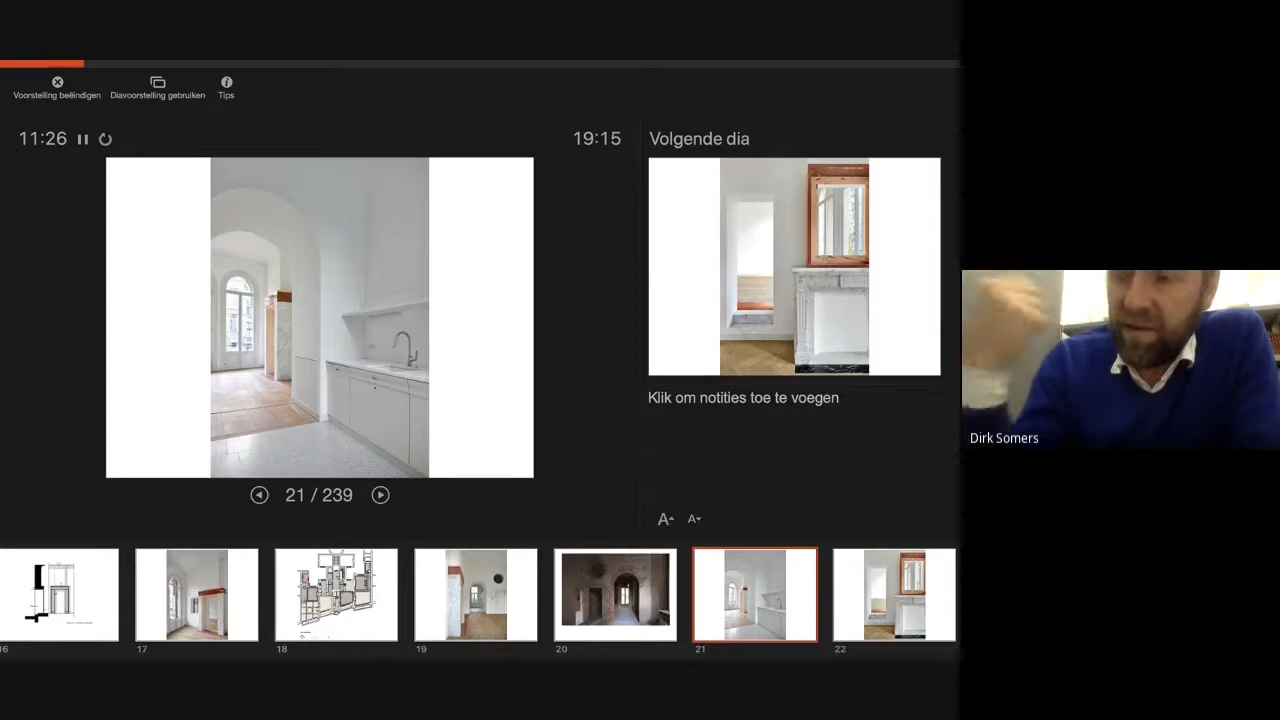 Voorstelling beëindigen
Diavoorstelling gebruiken
Tips
11:26
19:15
Volgende dia
Klik om notities toe te voegen
Dirk Somers
21 / 239
A A
16
17
18
19
20
21
22